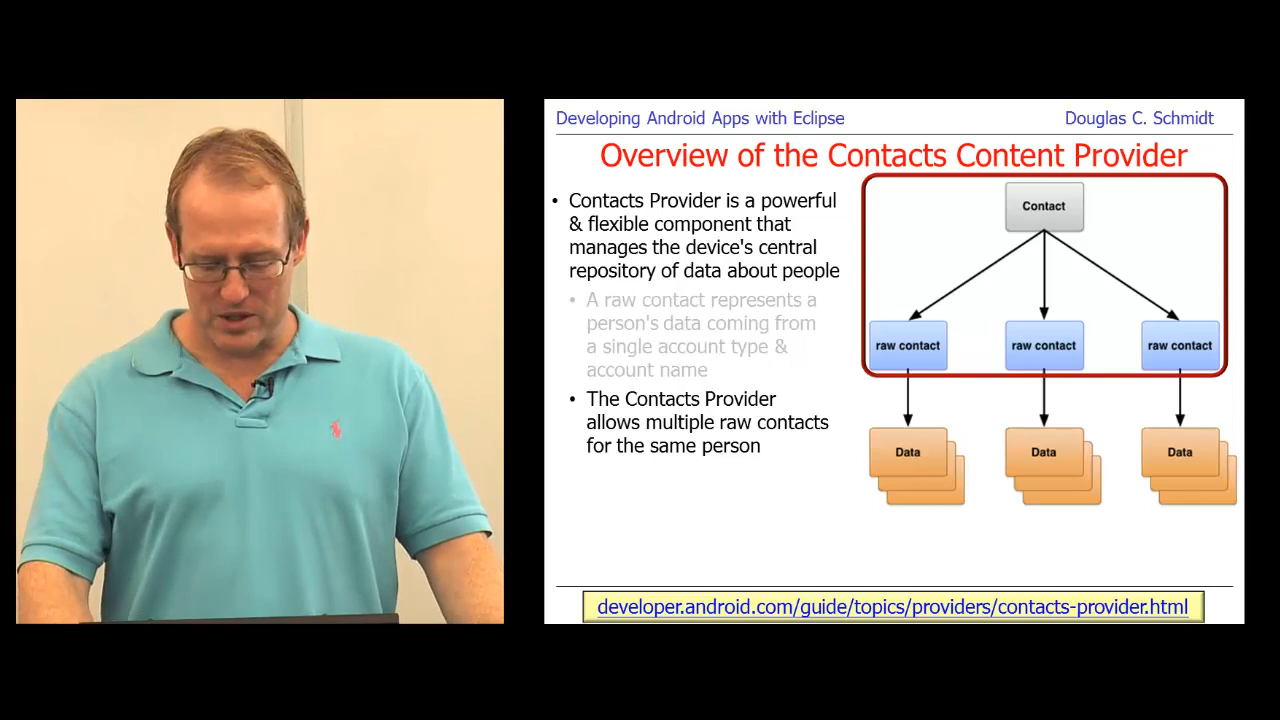 Developing Android Apps with Eclipse
Douglas C. Schmidt
Overview of the Contacts Content Provider
• Contacts Provider is a powerful
& flexible component that
manages the device's central
repository of data about people
• A raw contact represents a
person's data coming from
a single account type &
account name
• The Contacts Provider
allows multiple raw contacts
for the same person
Contact
raw contact
raw contact
raw contact
Data
Data
Data
developer.android.com/guide/topics/providers/contacts-provider.html